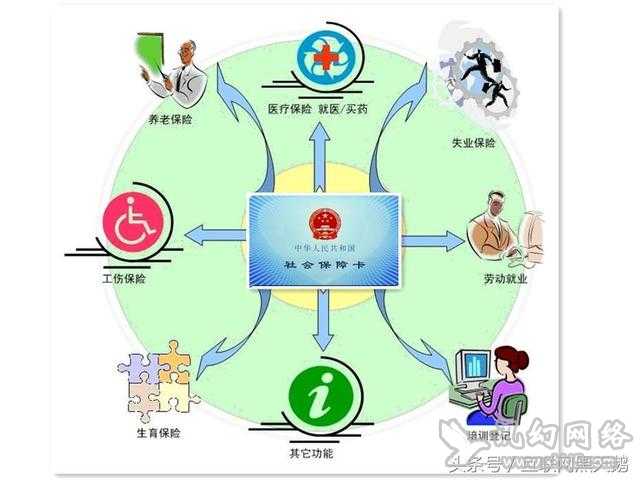 养老保险
医疗保险 就医/买药
失业保险
中华人民共和国
社会保障卡
工伤保险
劳动就业
生育保险
其它功能
培训登记